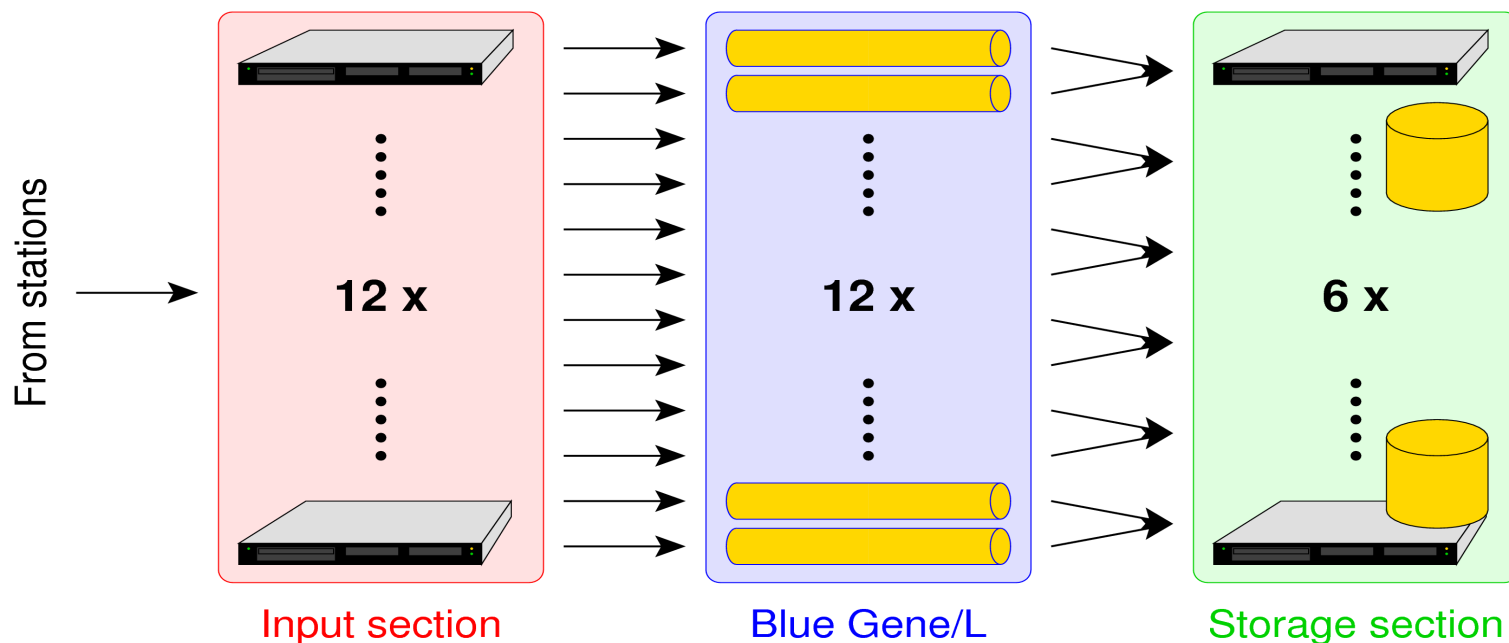 From stations
12 x
12 x
6 x
Input section
Blue Gene/L
Storage section